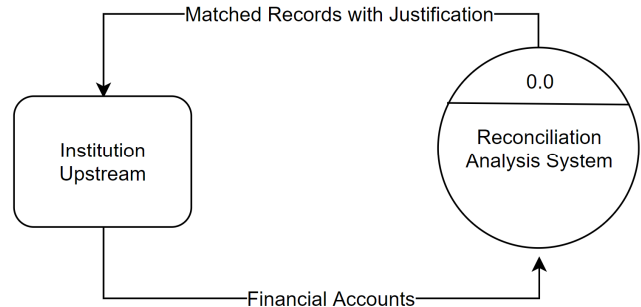 Matched Records with Justification
0.0
Institution
Upstream
Reconciliation
Analysis System
Financial Accounts